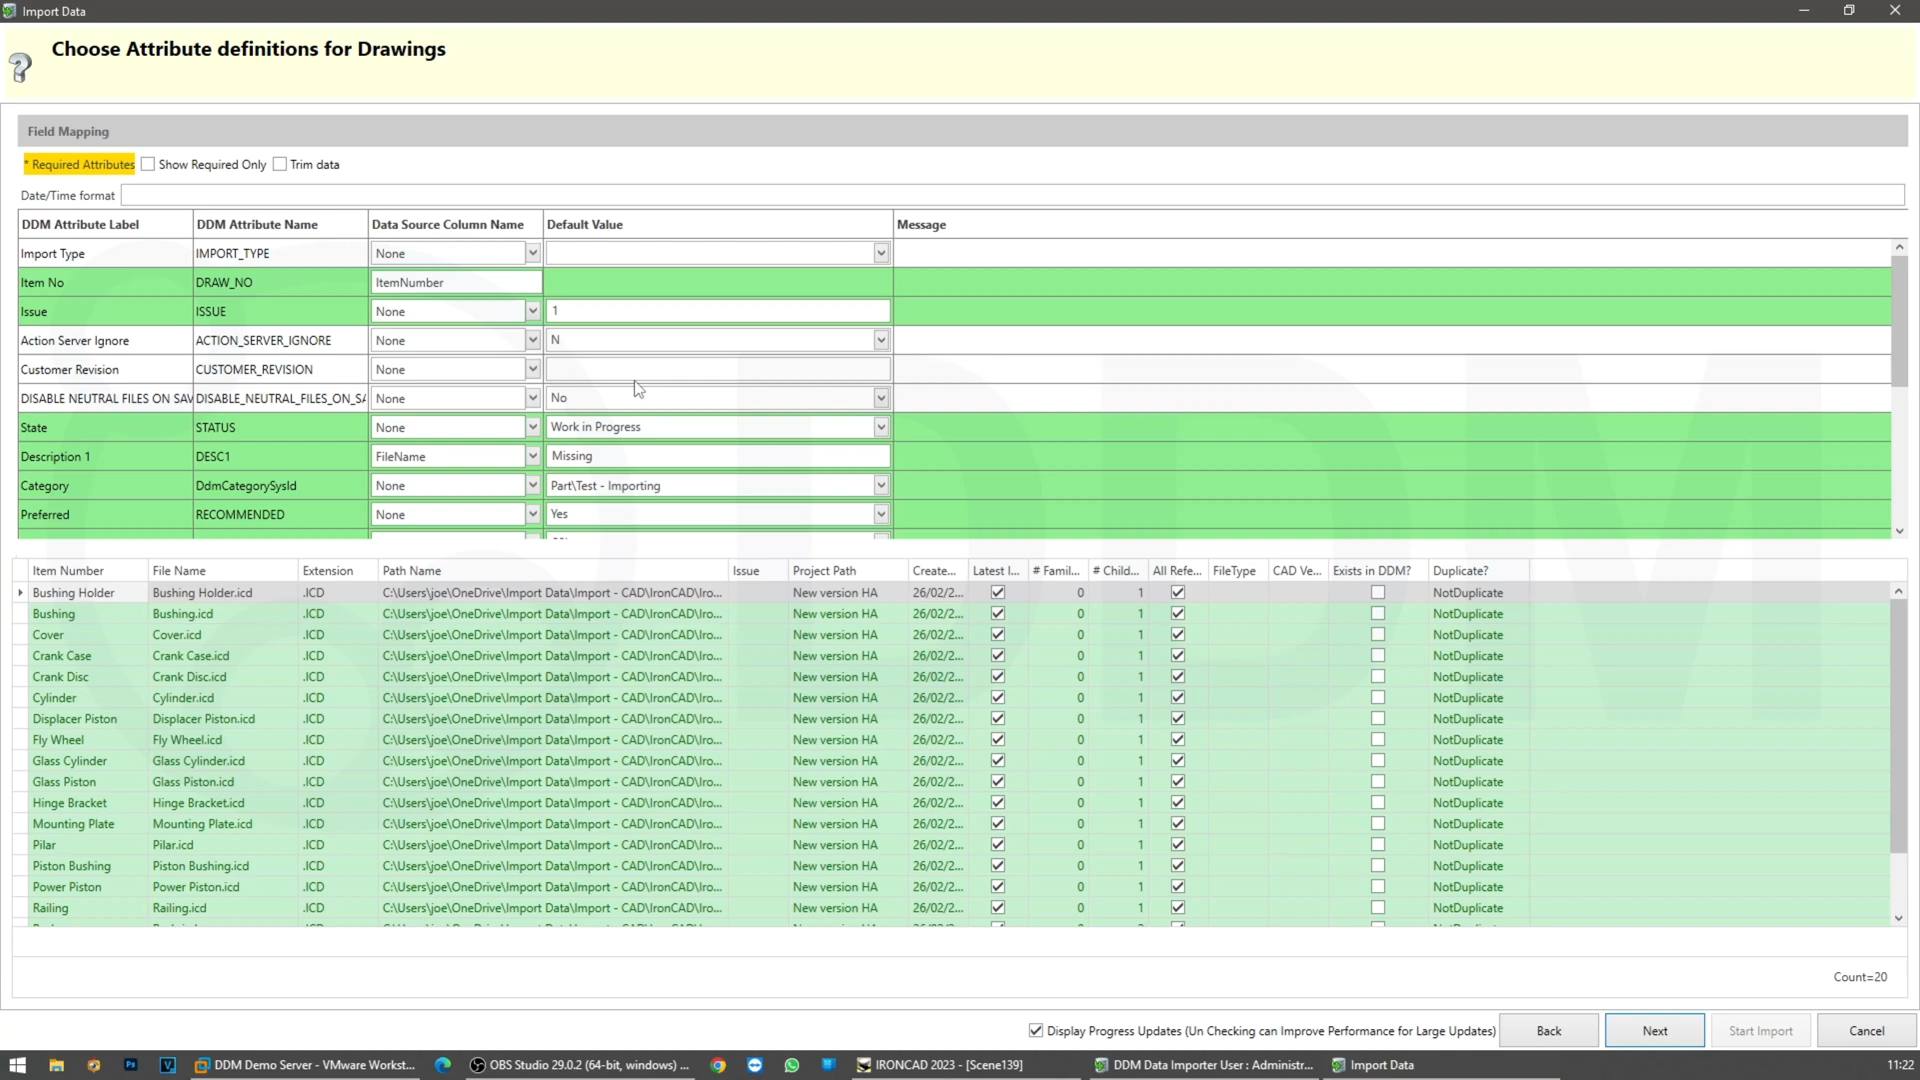 Import Data
Choose Attribute definitions for Drawings
Field Mapping
* Required Attributes Show Required Only Trim data
Date/Time format
DDM Attribute Label DDM Attribute Name Data Source Column Name Default Value Message
Import Type IMPORT_TYPE None
Item No DRAW_NO ItemNumber
Issue ISSUE None 1
Action Server Ignore ACTION_SERVER_IGNORE None N
Customer Revision CUSTOMER_REVISION None
DISABLE NEUTRAL FILES ON SAV DISABLE_NEUTRAL_FILES_ON_SA None No
State STATUS None Work in Progress
Description 1 DESC1 FileName Missing
Category DdmCategorySysId None Part\Test - Importing
Preferred RECOMMENDED None Yes
Item Number File Name Extension Path Name Issue Project Path Create... Latest I... # Famil... # Child... All Refe... FileType CAD Ve... Exists in DDM? Duplicate?
Bushing Holder Bushing Holder.icd .ICD C:\Users\joe\OneDrive\Import Data\Import - CAD\IronCAD\Iro... New version HA 26/02/2... 0 1 NotDuplicate
Bushing Bushing.icd .ICD C:\Users\joe\OneDrive\Import Data\Import - CAD\IronCAD\Iro... New version HA 26/02/2... 0 1 NotDuplicate
Cover Cover.icd .ICD C:\Users\joe\OneDrive\Import Data\Import - CAD\IronCAD\Iro... New version HA 26/02/2... 0 1 NotDuplicate
Crank Case Crank Case.icd .ICD C:\Users\joe\OneDrive\Import Data\Import - CAD\IronCAD\Iro... New version HA 26/02/2... 0 1 NotDuplicate
Crank Disc Crank Disc.icd .ICD C:\Users\joe\OneDrive\Import Data\Import - CAD\IronCAD\Iro... New version HA 26/02/2... 0 1 NotDuplicate
Cylinder Cylinder.icd .ICD C:\Users\joe\OneDrive\Import Data\Import - CAD\IronCAD\Iro... New version HA 26/02/2... 0 1 NotDuplicate
Displacer Piston Displacer Piston.icd .ICD C:\Users\joe\OneDrive\Import Data\Import - CAD\IronCAD\Iro... New version HA 26/02/2... 0 1 NotDuplicate
Fly Wheel Fly Wheel.icd .ICD C:\Users\joe\OneDrive\Import Data\Import - CAD\IronCAD\Iro... New version HA 26/02/2... 0 1 NotDuplicate
Glass Cylinder Glass Cylinder.icd .ICD C:\Users\joe\OneDrive\Import Data\Import - CAD\IronCAD\Iro... New version HA 26/02/2... 0 1 NotDuplicate
Glass Piston Glass Piston.icd .ICD C:\Users\joe\OneDrive\Import Data\Import - CAD\IronCAD\Iro... New version HA 26/02/2... 0 1 NotDuplicate
Hinge Bracket Hinge Bracket.icd .ICD C:\Users\joe\OneDrive\Import Data\Import - CAD\IronCAD\Iro... New version HA 26/02/2... 0 1 NotDuplicate
Mounting Plate Mounting Plate.icd .ICD C:\Users\joe\OneDrive\Import Data\Import - CAD\IronCAD\Iro... New version HA 26/02/2... 0 1 NotDuplicate
Pilar Pilar.icd .ICD C:\Users\joe\OneDrive\Import Data\Import - CAD\IronCAD\Iro... New version HA 26/02/2... 0 1 NotDuplicate
Piston Bushing Piston Bushing.icd .ICD C:\Users\joe\OneDrive\Import Data\Import - CAD\IronCAD\Iro... New version HA 26/02/2... 0 1 NotDuplicate
Power Piston Power Piston.icd .ICD C:\Users\joe\OneDrive\Import Data\Import - CAD\IronCAD\Iro... New version HA 26/02/2... 0 1 NotDuplicate
Railing Railing.icd .ICD C:\Users\joe\OneDrive\Import Data\Import - CAD\IronCAD\Iro... New version HA 26/02/2... 0 1 NotDuplicate
DDM
Count=20
Display Progress Updates (Un Checking can Improve Performance for Large Updates) Back Next Start Import Cancel
DDM Demo Server - VMware Workst... OBS Studio 29.0.2 (64-bit, windows) ... IRONCAD 2023 - [Scene139] DDM Data Importer User : Administr... Import Data 11:22